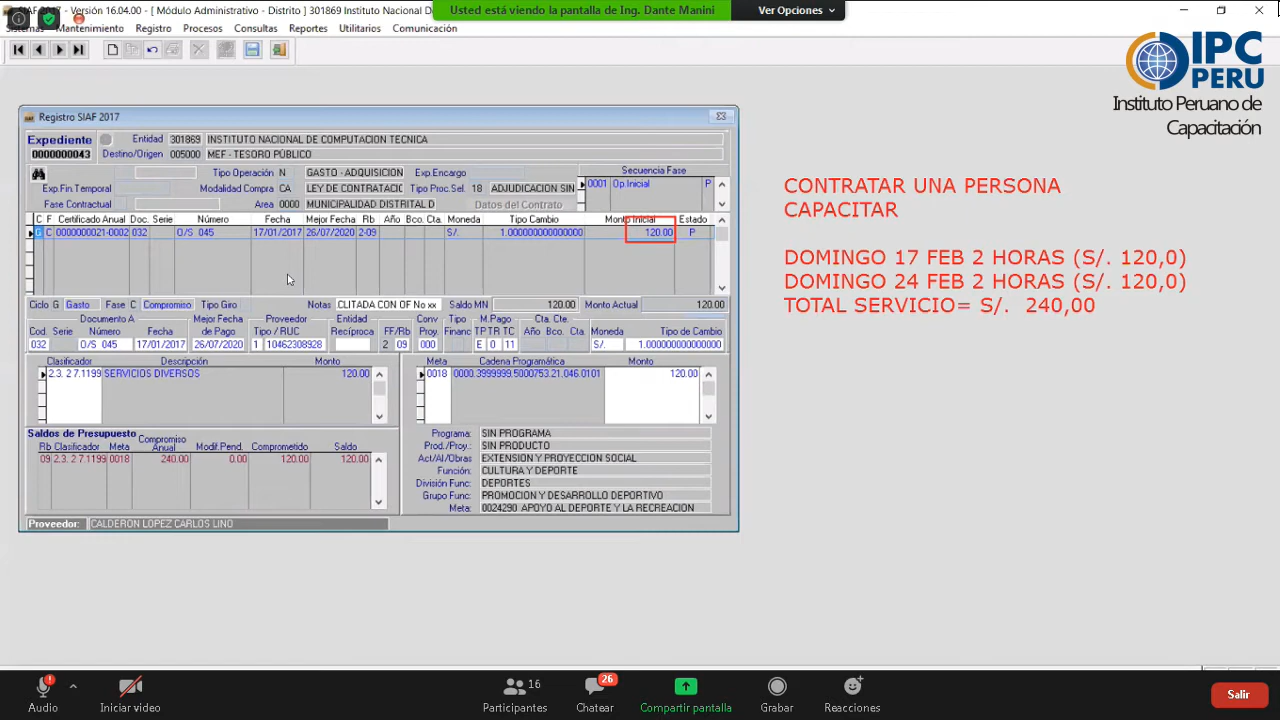 SIAF 2017 - Versión 16.04.00 - [ Módulo Administrativo - Distrito ] 301869 Instituto Nacional D
Usted está viendo la pantalla de Ing. Dante Manini
Ver Opciones
Sistemas Mantenimiento Registro Procesos Consultas Reportes Utilitarios Comunicación
IPC
PERU
Instituto Peruano de
Capacitación
Registro SIAF 2017
Expediente Entidad 301869 INSTITUTO NACIONAL DE COMPUTACION TECNICA
0000000043 Destino/Origen 005000 MEF - TESORO PÚBLICO
Tipo Operación N GASTO - ADQUISICION Exp.Encargo Secuencia Fase
Exp.Fin.Temporal Modalidad Compra CA LEY DE CONTRATACIO Tipo Proc.Sel. 18 ADJUDICACION SIN 0001 Op.Inicial P
Fase Contractual Area 0000 MUNICIPALIDAD DISTRITAL D Datos del Contrato
C F Certificado Anual Doc. Serie Número Fecha Mejor Fecha Rb Año Bco. Cta. Moneda Tipo Cambio Monto Inicial Estado
G C 0000000021-0002 032 O/S 045 17/01/2017 26/07/2020 2-09 S/. 1.000000000000 120.00 P
Ciclo G Gasto Fase C Compromiso Tipo Giro Notas CLITADA CON OF No xx Saldo MN 120.00 Monto Actual 120.00
Documento A Mejor Fecha Proveedor Entidad Conv Tipo M.Pago Cta. Cte.
Cod. Serie Número Fecha de Pago Tipo / RUC Recíproca FF/Rb Proy. Financ TP TR TC Año Bco. Cta. Moneda Tipo de Cambio
032 O/S 045 17/01/2017 26/07/2020 1 10462308928 2 09 000 E 0 11 S/. 1.000000000000
Clasificador Descripción Monto Meta Cadena Programática Monto
2.3. 2 7.1199 SERVICIOS DIVERSOS 120.00 0018 0000.3999999.5000753.21.046.0101 120.00
Saldos de Presupuesto
Rb Clasificador Meta Compromiso Anual Modif.Pend. Comprometido Saldo
09 2.3. 2 7.1199 0018 240.00 0.00 120.00 120.00
Programa: SIN PROGRAMA
Prod./Proy.: SIN PRODUCTO
Act/AI/Obras EXTENSION Y PROYECCION SOCIAL
Función: CULTURA Y DEPORTE
División Func: DEPORTES
Grupo Func: PROMOCION Y DESARROLLO DEPORTIVO
Meta: 0024290 APOYO AL DEPORTE Y LA RECREACION
Proveedor: CALDERON LOPEZ CARLOS LINO
CONTRATAR UNA PERSONA
CAPACITAR
DOMINGO 17 FEB 2 HORAS (S/. 120,0)
DOMINGO 24 FEB 2 HORAS (S/. 120,0)
TOTAL SERVICIO= S/. 240,00
Audio
Iniciar video
16
Participantes
26
Chatear
Compartir pantalla
Grabar
Reacciones
Salir